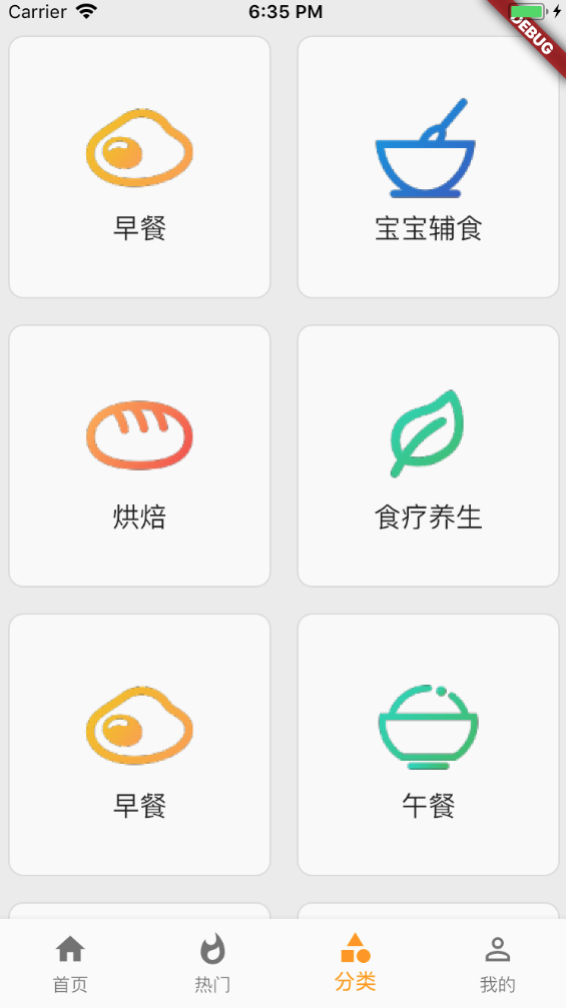 Carrier 6:35 PM
DEBUG
早餐 宝宝辅食
烘焙 食疗养生
早餐 午餐
首页 热门 分类 我的